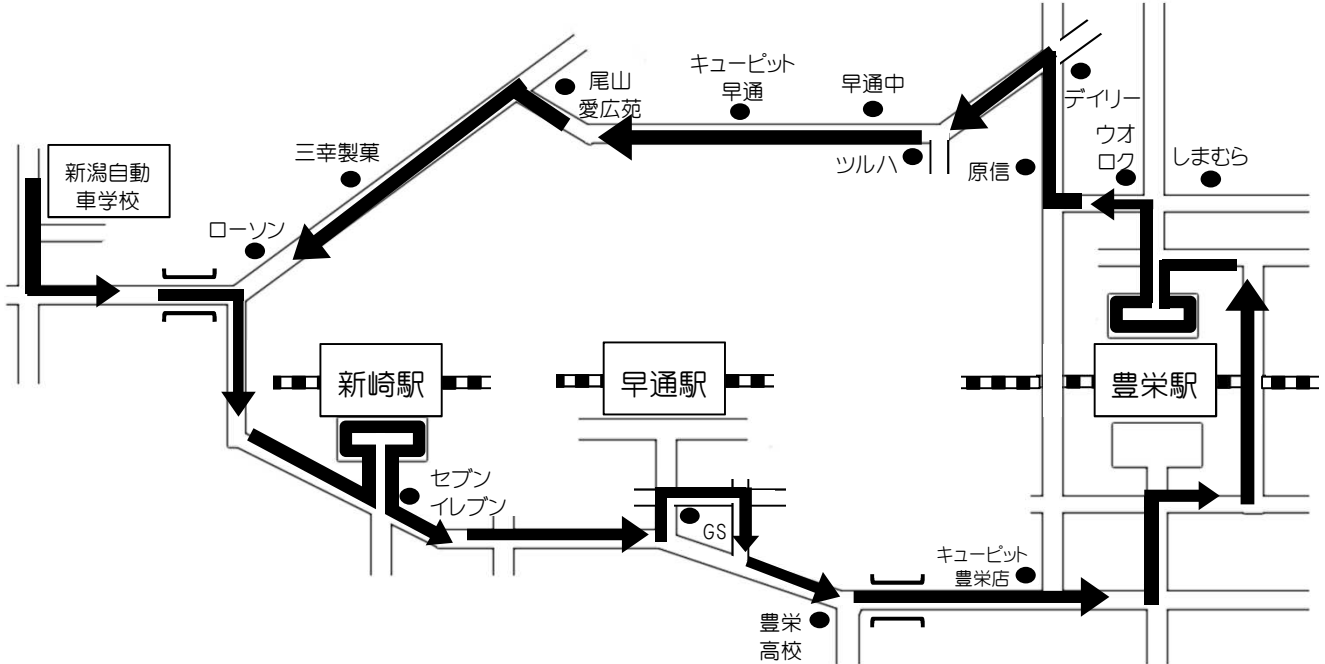 新潟自動
車学校
ローソン
三幸製菓
尾山
愛広苑
キューピット
早通
早通中
ツルハ
原信
デイリー
ウオ
ロク
しまむら
新崎駅
早通駅
豊栄駅
セブン
イレブン
GS
豊栄
高校
キューピット
豊栄店